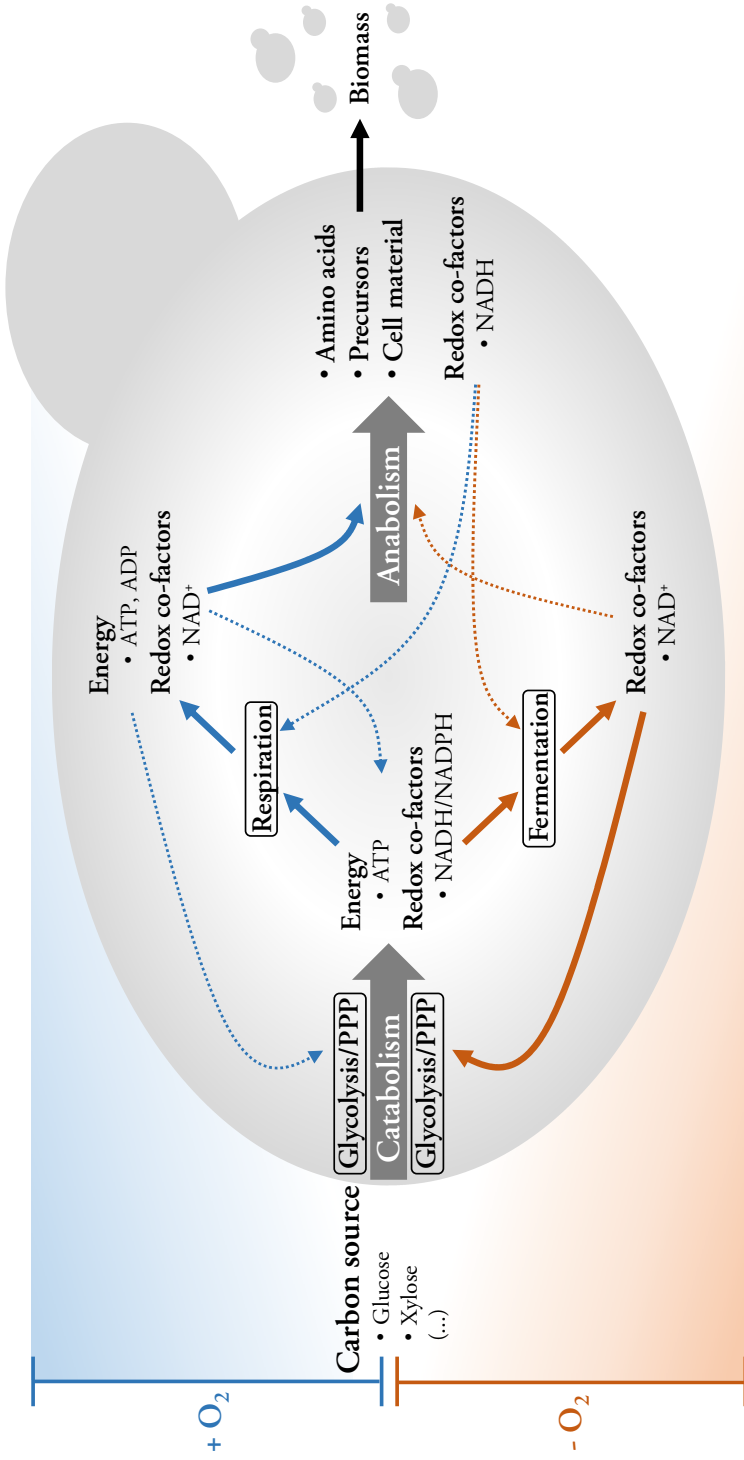 + O₂
- O₂
Carbon source
• Glucose
• Xylose
(...)
Glycolysis/PPP
Catabolism
Glycolysis/PPP
Energy
• ATP
Redox co-factors
• NADH/NADPH
Respiration
Fermentation
Energy
• ATP, ADP
Redox co-factors
• NAD⁺
Redox co-factors
• NAD⁺
Anabolism
• Amino acids
• Precursors
• Cell material
Redox co-factors
• NADH
Biomass